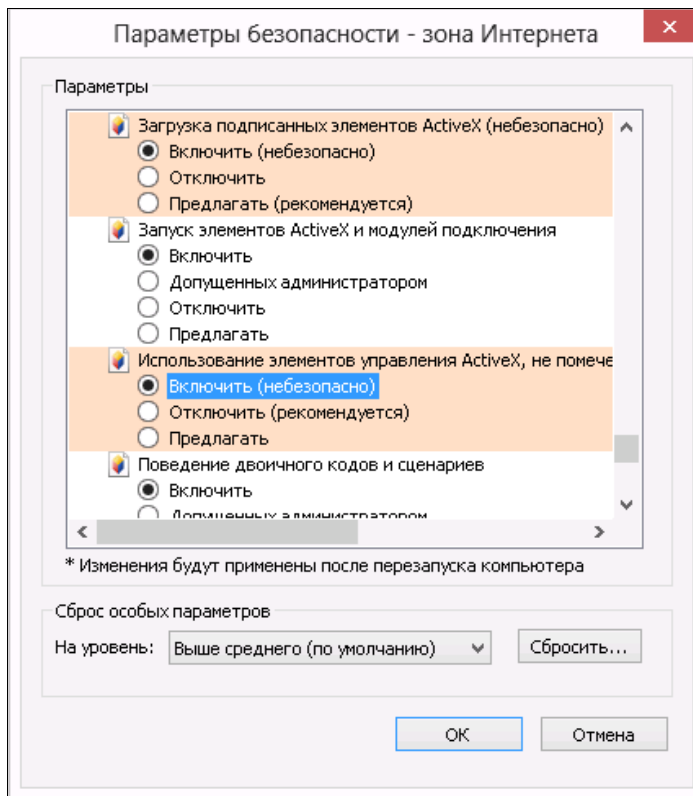 Параметры безопасности - зона Интернета
Параметры
Загрузка подписанных элементов ActiveX (небезопасно)
Включить (небезопасно)
Отключить
Предлагать (рекомендуется)
Запуск элементов ActiveX и модулей подключения
Включить
Допущенных администратором
Отключить
Предлагать
Использование элементов управления ActiveX, не помече
Включить (небезопасно)
Отключить (рекомендуется)
Предлагать
Поведение двоичного кодов и сценариев
Включить
Допущенных администратором
* Изменения будут применены после перезапуска компьютера
Сброс особых параметров
На уровень: Выше среднего (по умолчанию) Сбросить...
ОК Отмена